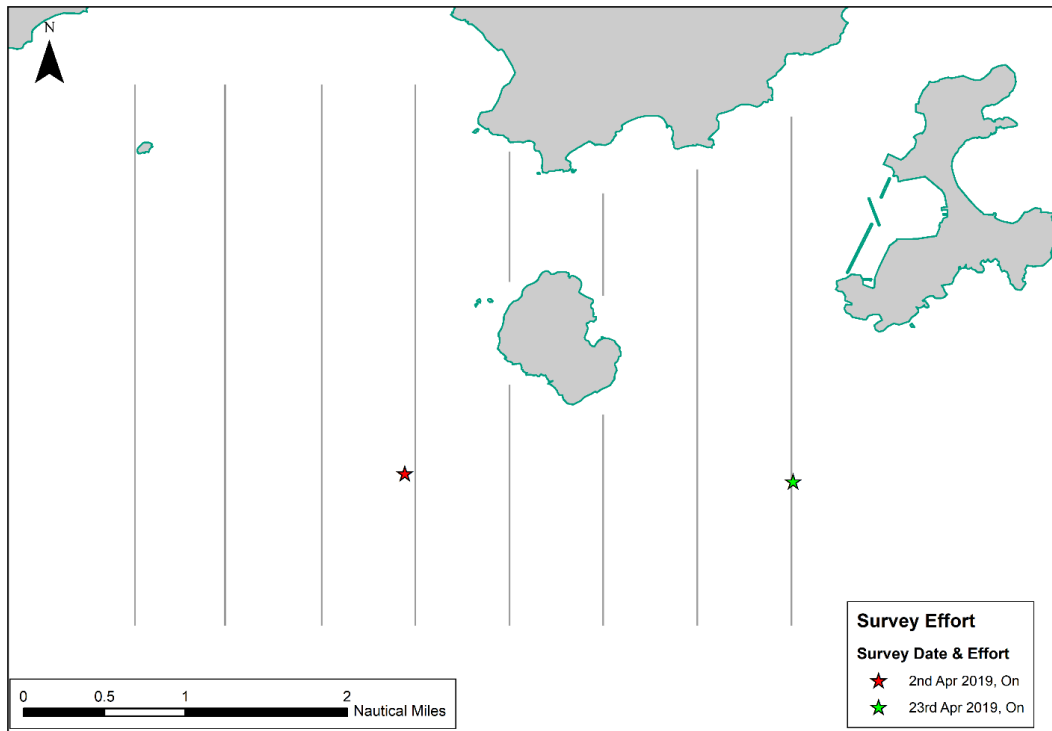 N
Survey Effort
Survey Date & Effort
2nd Apr 2019, On
23rd Apr 2019, On
0 0.5 1 2
Nautical Miles